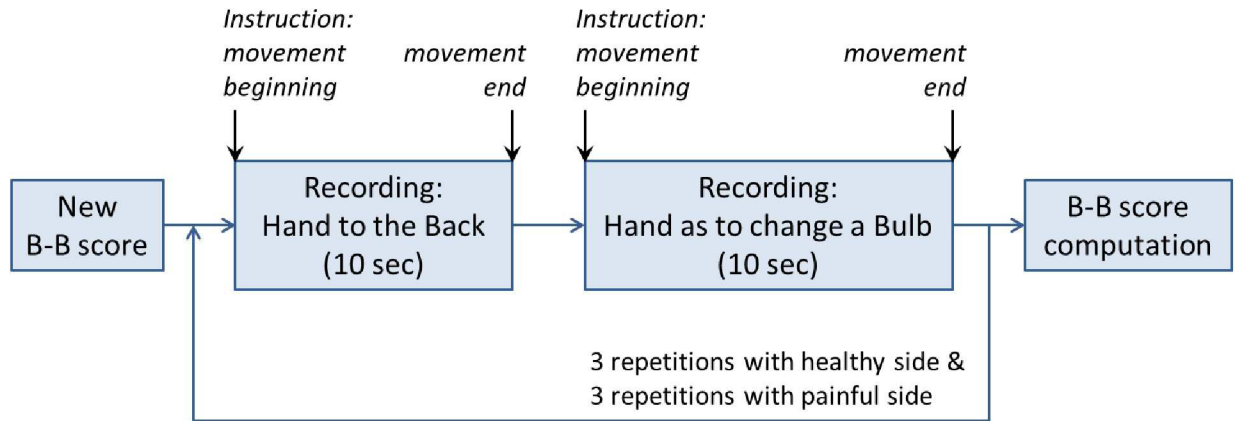 Instruction:
movement
beginning
movement
end
Instruction:
movement
beginning
movement
end
New
B-B score
Recording:
Hand to the Back
(10 sec)
Recording:
Hand as to change a Bulb
(10 sec)
B-B score
computation
3 repetitions with healthy side &
3 repetitions with painful side